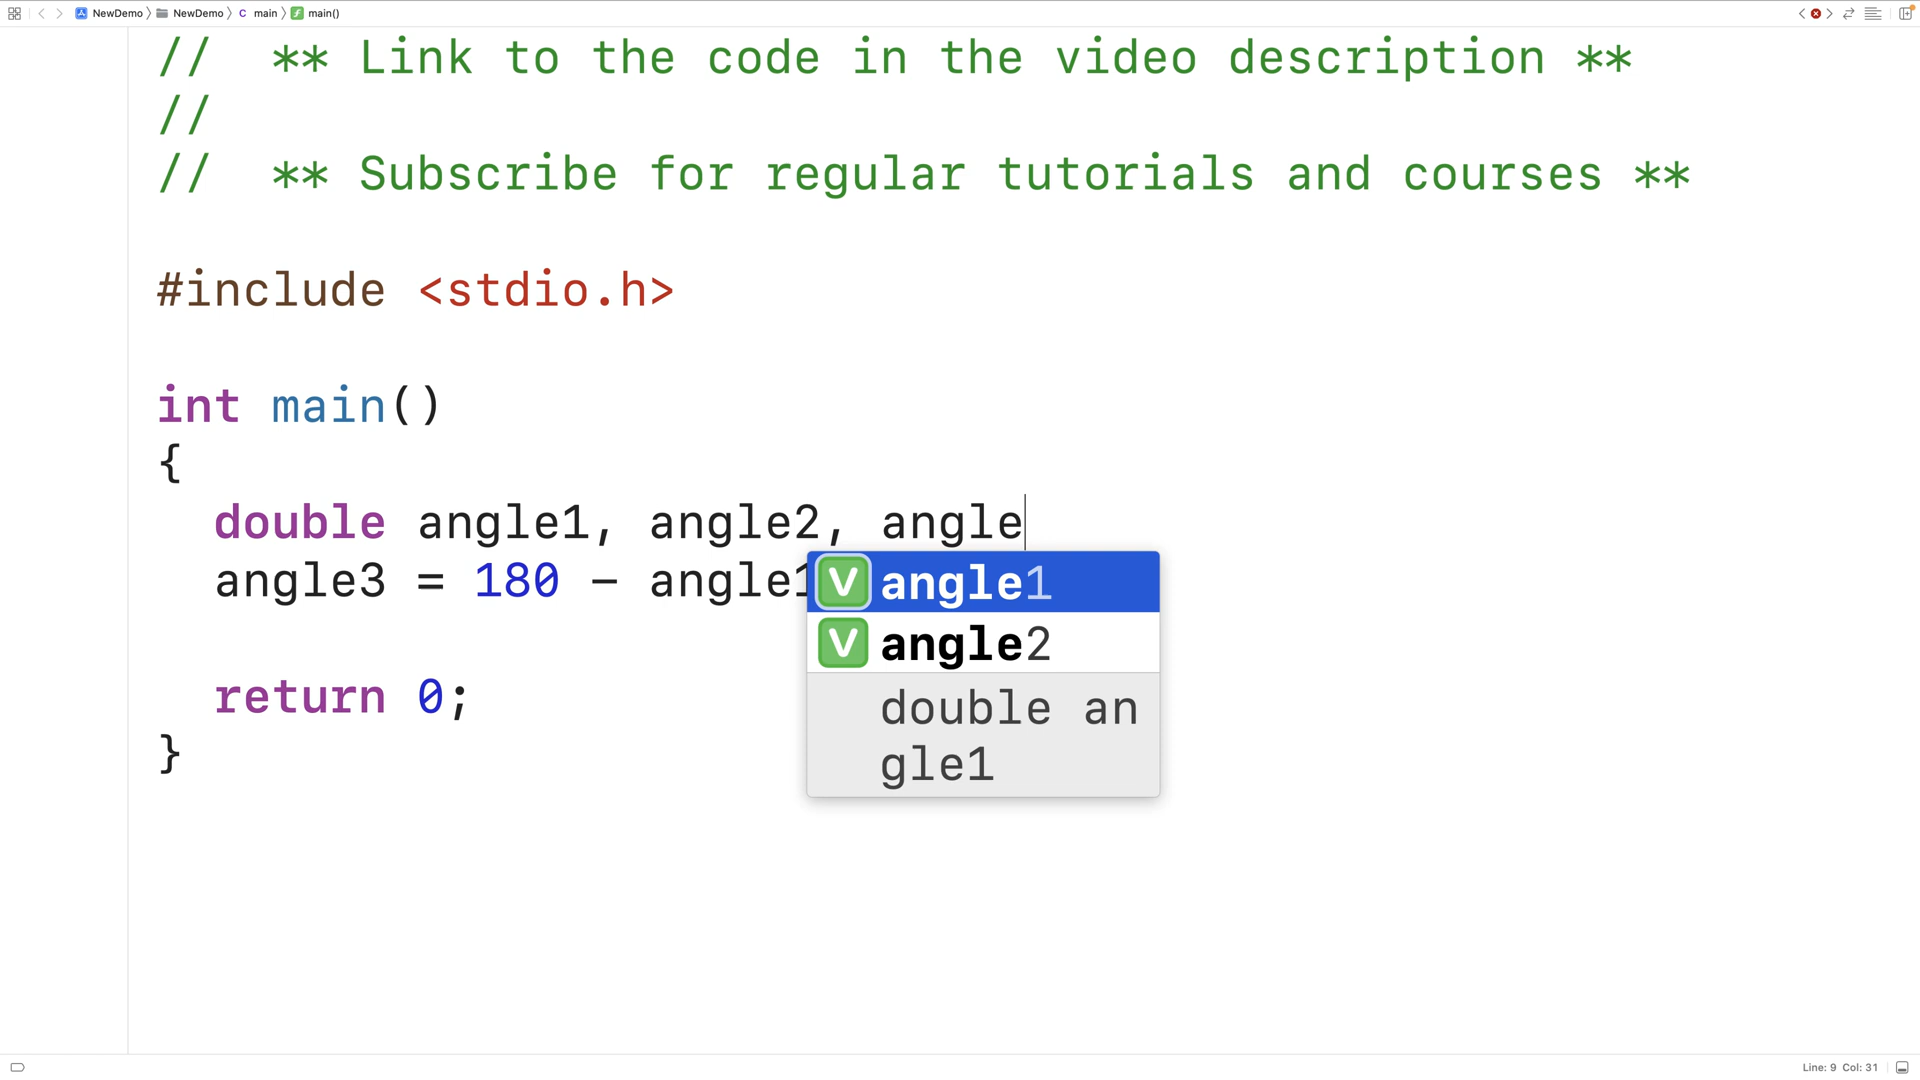 NewDemo NewDemo C main f main()
//  ** Link to the code in the video description **
//
//  ** Subscribe for regular tutorials and courses **
#include <stdio.h>
int main()
{
double angle1, angle2, angle
angle3 = 180 - angle1
V angle1
V angle2
double an
gle1
return 0;
}
Line: 9 Col: 31